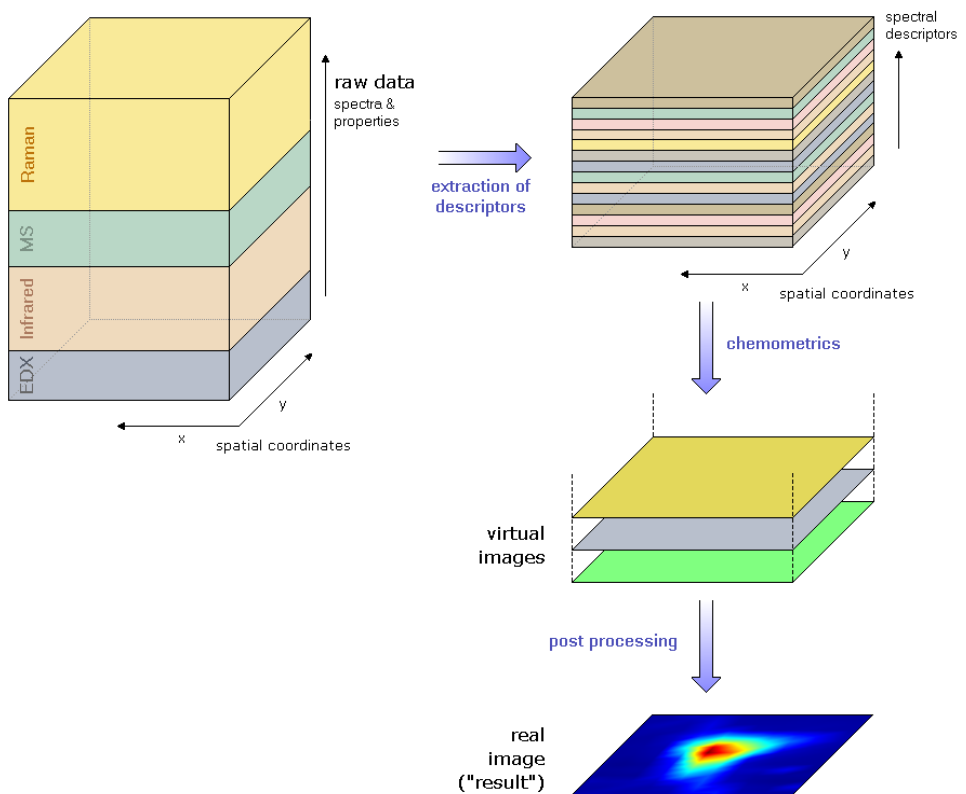 raw data
spectra &
properties
Raman
MS
Infrared
EDX
x
y
spatial coordinates
extraction of
descriptors
spectral
descriptors
x
y
spatial coordinates
chemometrics
virtual
images
post processing
real
image
("result")